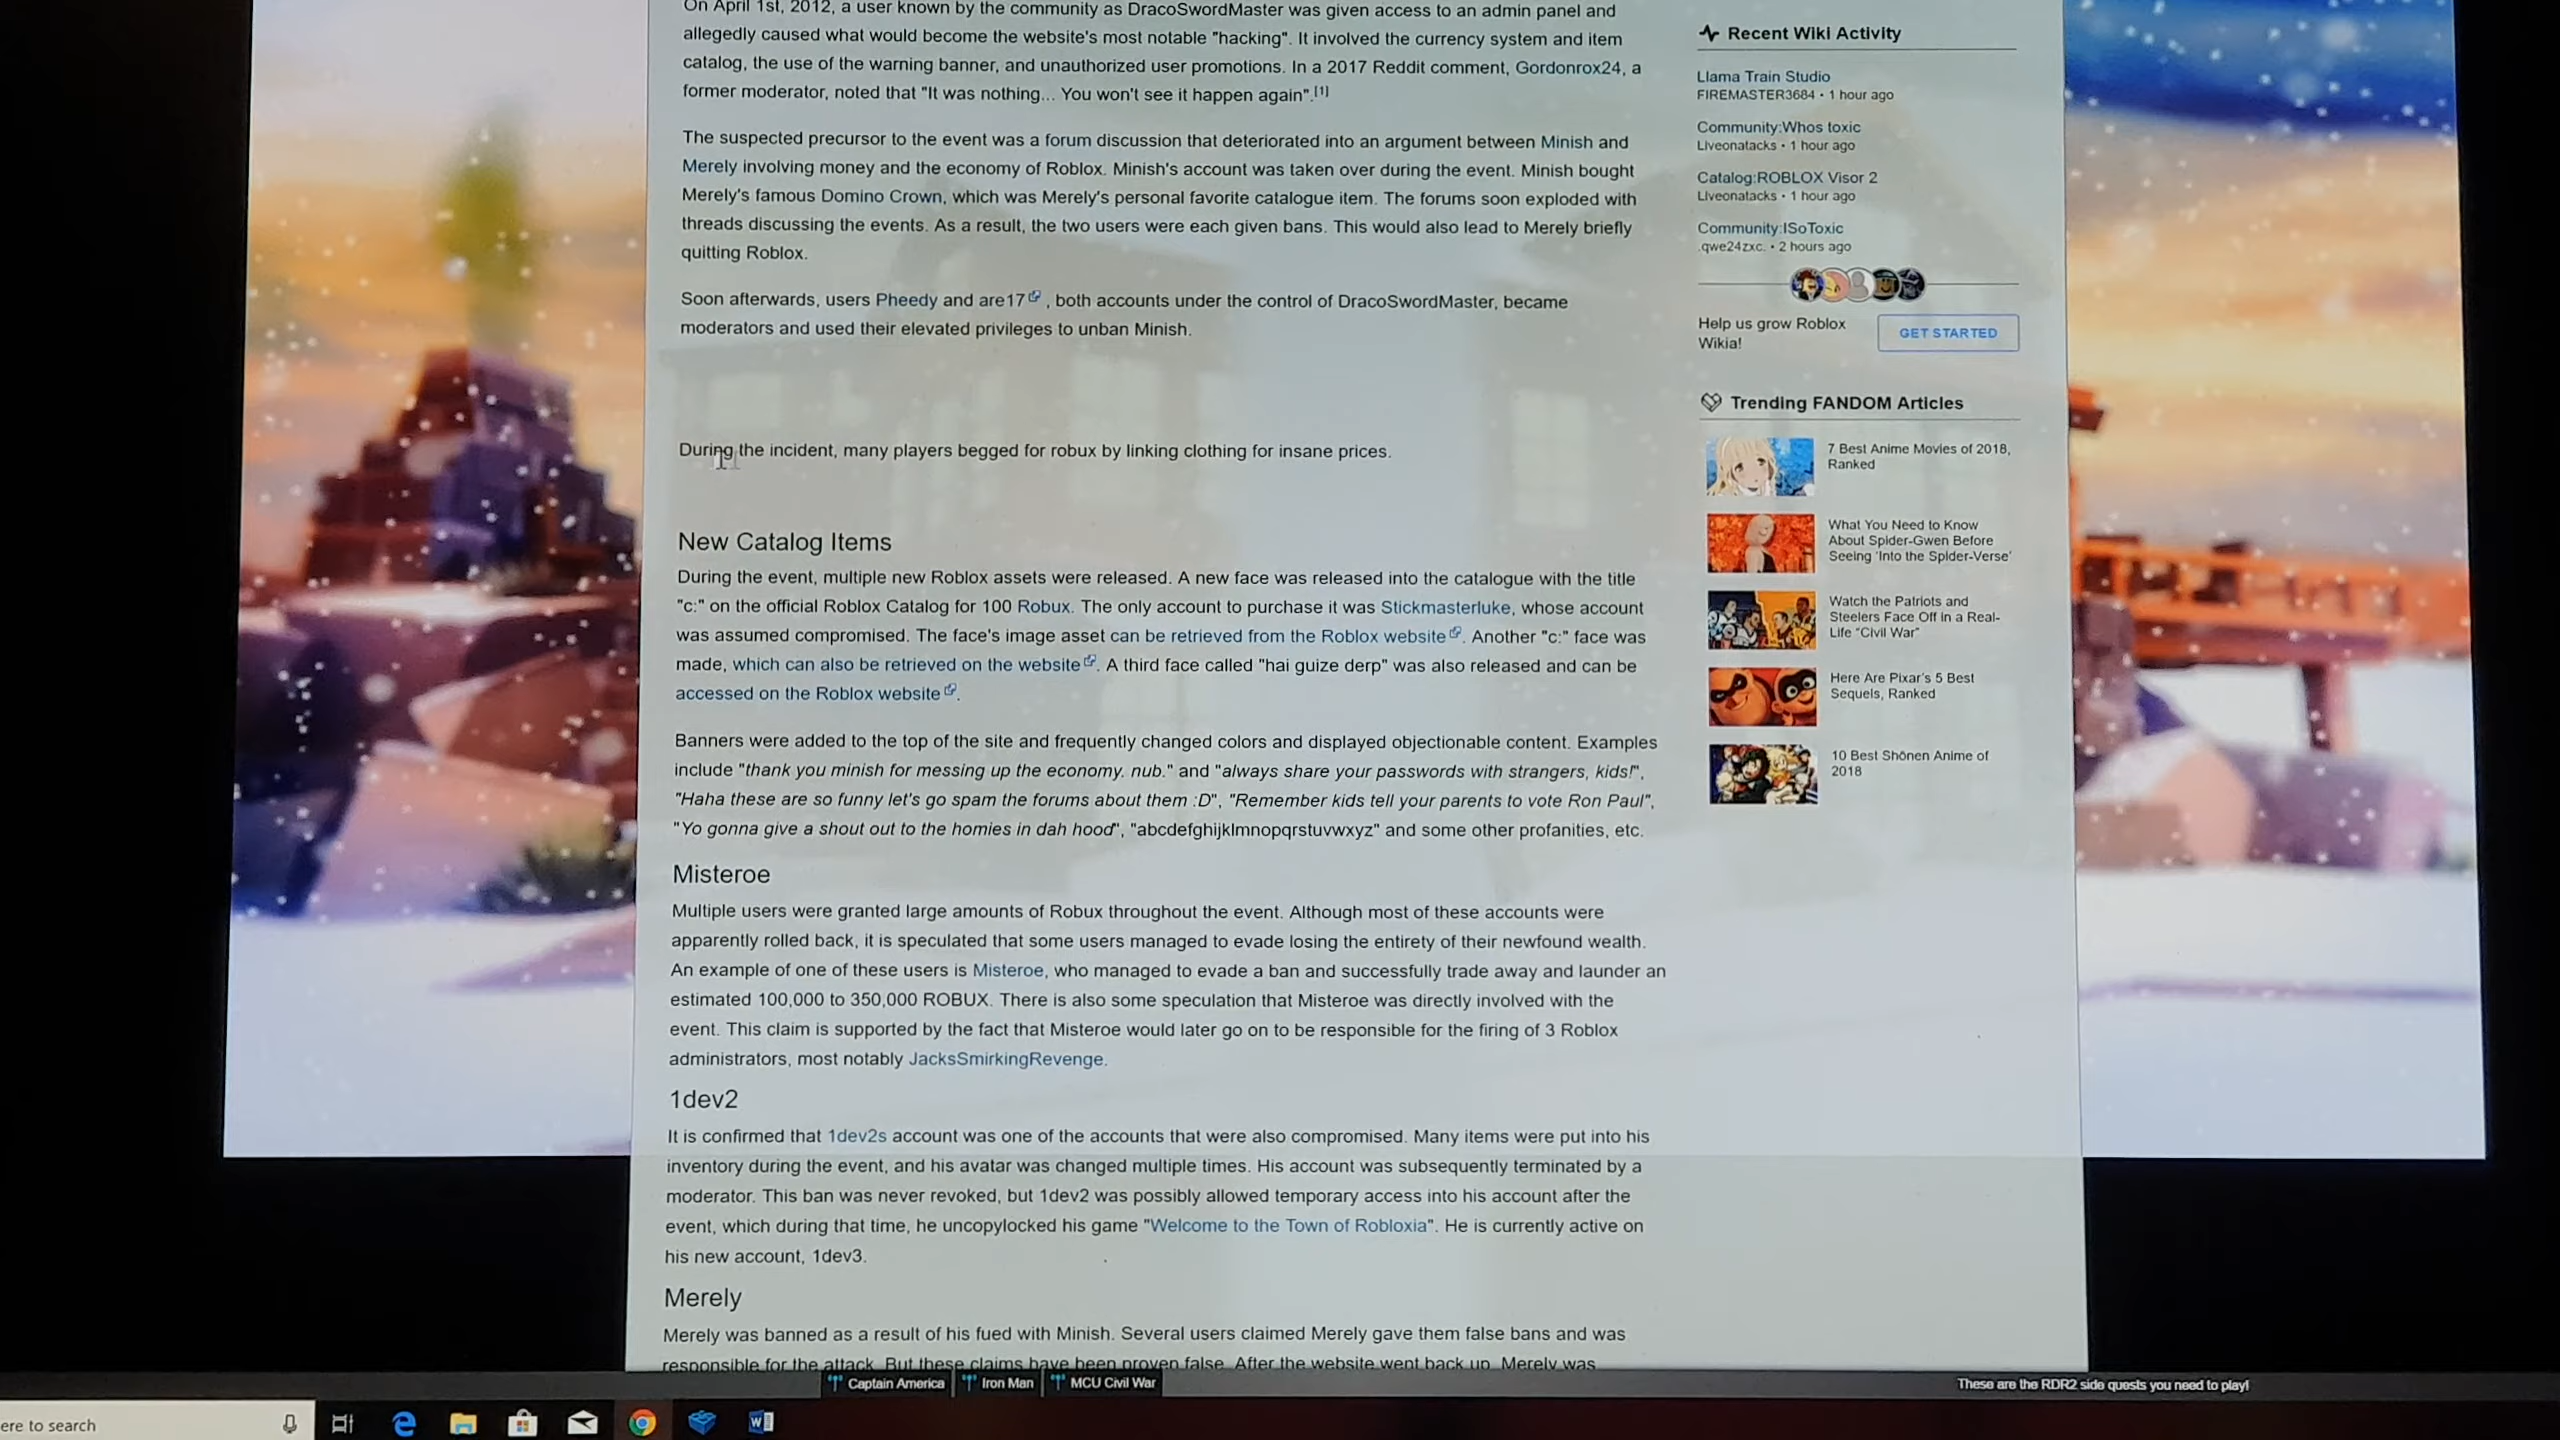 On April 1st, 2012, a user known by the community as DracoSwordMaster was given access to an admin panel and
allegedly caused what would become the website's most notable "hacking". It involved the currency system and item
catalog, the use of the warning banner, and unauthorized user promotions. In a 2017 Reddit comment, Gordonrox24, a
former moderator, noted that "It was nothing... You won't see it happen again".[1]
The suspected precursor to the event was a forum discussion that deteriorated into an argument between Minish and
Merely involving money and the economy of Roblox. Minish's account was taken over during the event. Minish bought
Merely's famous Domino Crown, which was Merely's personal favorite catalogue item. The forums soon exploded with
threads discussing the events. As a result, the two users were each given bans. This would also lead to Merely briefly
quitting Roblox.
Soon afterwards, users Pheedy and are17 , both accounts under the control of DracoSwordMaster, became
moderators and used their elevated privileges to unban Minish.
During the incident, many players begged for robux by linking clothing for insane prices.
New Catalog Items
During the event, multiple new Roblox assets were released. A new face was released into the catalogue with the title
"c:" on the official Roblox Catalog for 100 Robux. The only account to purchase it was Stickmasterluke, whose account
was assumed compromised. The face's image asset can be retrieved from the Roblox website . Another "c:" face was
made, which can also be retrieved on the website . A third face called "hai guize derp" was also released and can be
accessed on the Roblox website .
Banners were added to the top of the site and frequently changed colors and displayed objectionable content. Examples
include "thank you minish for messing up the economy. nub." and "always share your passwords with strangers, kids!",
"Haha these are so funny let's go spam the forums about them :D", "Remember kids tell your parents to vote Ron Paul",
"Yo gonna give a shout out to the homies in dah hood", "abcdefghijklmnopqrstuvwxyz" and some other profanities, etc.
Misteroe
Multiple users were granted large amounts of Robux throughout the event. Although most of these accounts were
apparently rolled back, it is speculated that some users managed to evade losing the entirety of their newfound wealth.
An example of one of these users is Misteroe, who managed to evade a ban and successfully trade away and launder an
estimated 100,000 to 350,000 ROBUX. There is also some speculation that Misteroe was directly involved with the
event. This claim is supported by the fact that Misteroe would later go on to be responsible for the firing of 3 Roblox
administrators, most notably JacksSmirkingRevenge.
1dev2
It is confirmed that 1dev2s account was one of the accounts that were also compromised. Many items were put into his
inventory during the event, and his avatar was changed multiple times. His account was subsequently terminated by a
moderator. This ban was never revoked, but 1dev2 was possibly allowed temporary access into his account after the
event, which during that time, he uncopylocked his game "Welcome to the Town of Robloxia". He is currently active on
his new account, 1dev3.
Merely
Merely was banned as a result of his fued with Minish. Several users claimed Merely gave them false bans and was
responsible for the attack. But these claims have been proven false. After the website went back up, Merely was
Recent Wiki Activity
Llama Train Studio
FIREMASTER3684 • 1 hour ago
Community:Whos toxic
Liveonatacks • 1 hour ago
Catalog:ROBLOX Visor 2
Liveonatacks • 1 hour ago
Community:ISoToxic
.qwe24zxc. • 2 hours ago
Help us grow Roblox
Wikia!
GET STARTED
Trending FANDOM Articles
7 Best Anime Movies of 2018,
Ranked
What You Need to Know
About Spider-Gwen Before
Seeing 'Into the Spider-Verse'
Watch the Patriots and
Steelers Face Off in a Real-
Life "Civil War"
Here Are Pixar's 5 Best
Sequels, Ranked
10 Best Shōnen Anime of
2018
Captain America
Iron Man
MCU Civil War
These are the RDR2 side quests you need to play!
ere to search